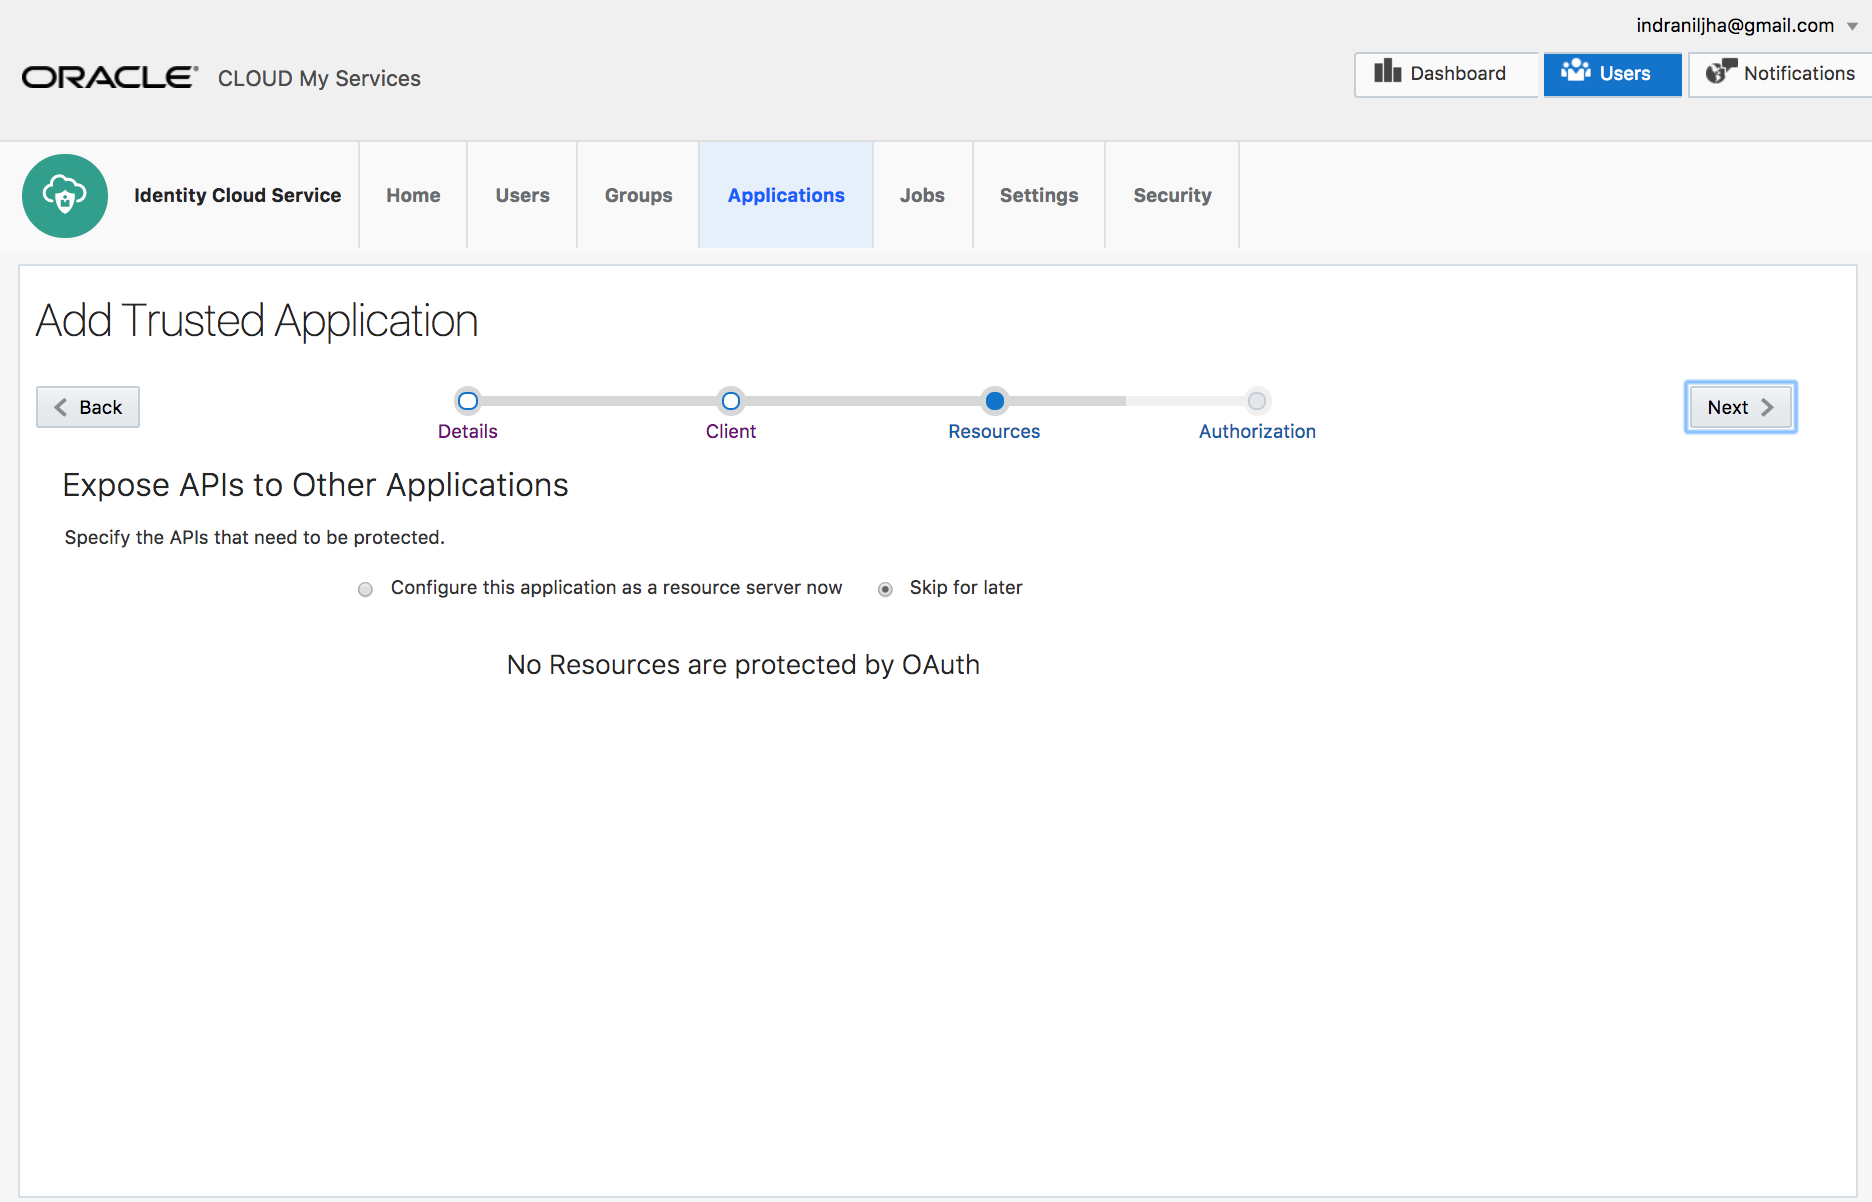 indraniljha@gmail.com
ORACLE® CLOUD My Services
Dashboard Users Notifications
Identity Cloud Service Home Users Groups Applications Jobs Settings Security
Add Trusted Application
Back Next
Details Client Resources Authorization
Expose APIs to Other Applications
Specify the APIs that need to be protected.
Configure this application as a resource server now Skip for later
No Resources are protected by OAuth